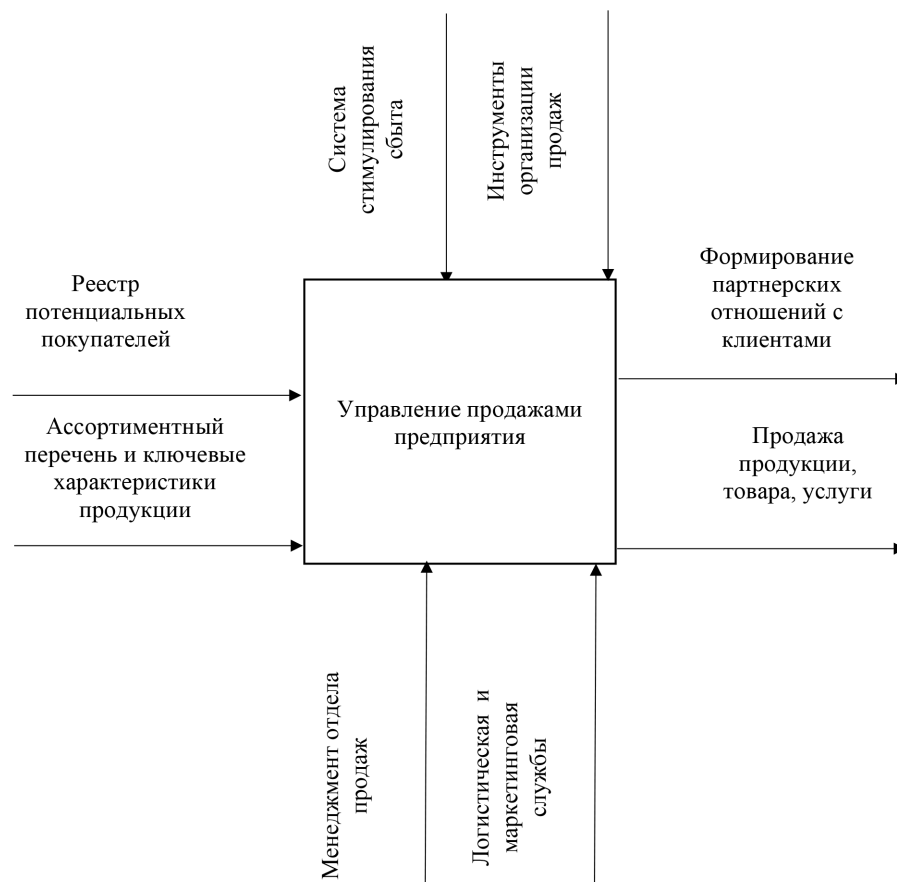 Система
стимулирования
сбыта
Инструменты
организации
продаж
Реестр
потенциальных
покупателей
Ассортиментный
перечень и ключевые
характеристики
продукции
Управление продажами
предприятия
Формирование
партнерских
отношений с
клиентами
Продажа
продукции,
товара, услуги
Менеджмент отдела
продаж
Логистическая и
маркетинговая
службы